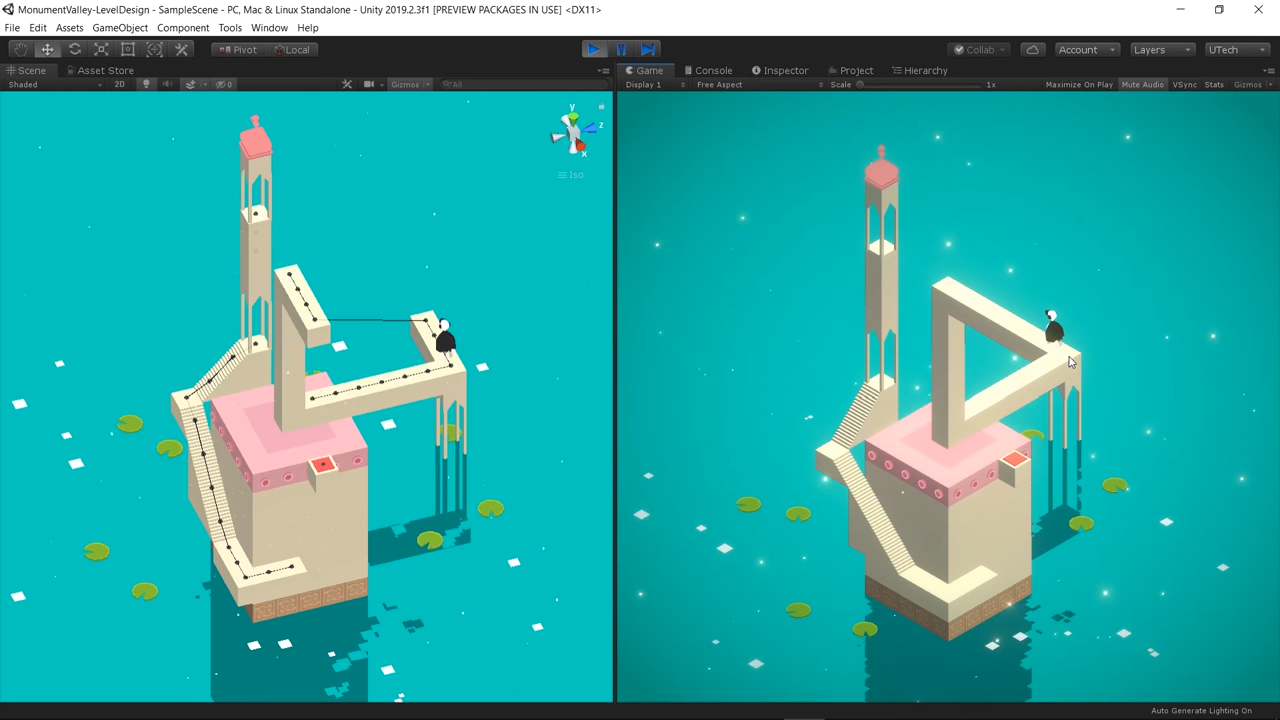 MonumentValley-LevelDesign - SampleScene - PC, Mac & Linux Standalone - Unity 2019.2.3f1 [PREVIEW PACKAGES IN USE] <DX11>
File Edit Assets GameObject Component Tools Window Help
Pivot Local Collab Account Layers UTech
Scene Asset Store
Game Console Inspector Project Hierarchy
Shaded 2D 0 Gizmos All
Display 1 Free Aspect Scale 1x Maximize On Play Mute Audio VSync Stats Gizmos
y
z
x
Iso
Auto Generate Lighting On